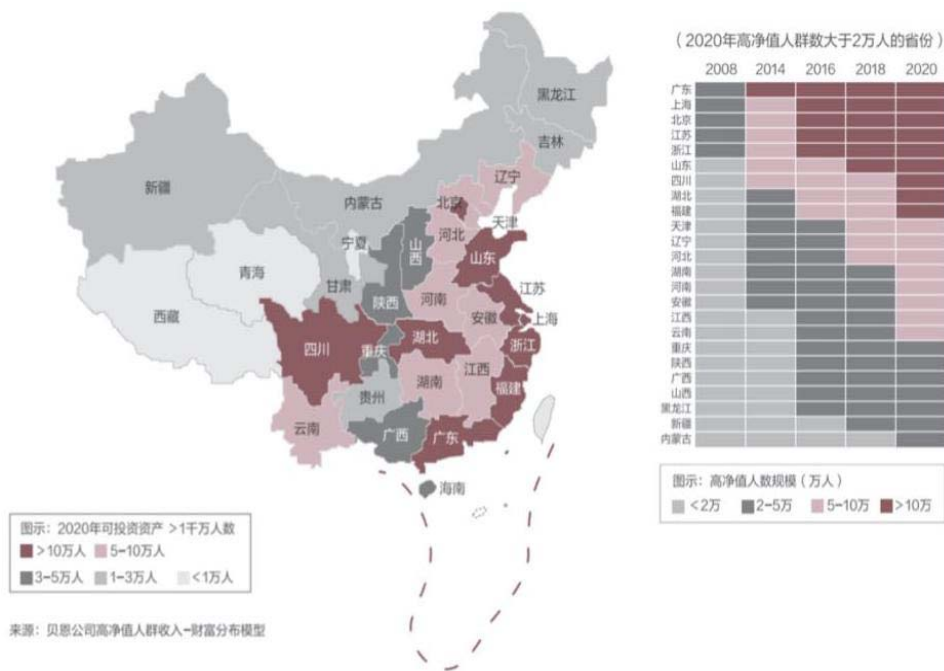 （2020年高净值人群数大于2万人的省份）
2008 2014 2016 2018 2020
广东
上海
北京
江苏
浙江
山东
四川
湖北
福建
天津
辽宁
河北
湖南
河南
安徽
江西
云南
重庆
陕西
广西
山西
黑龙江
新疆
内蒙古
图示：高净值人数规模（万人）
<2万 2-5万 5-10万 >10万
黑龙江
吉林
辽宁
新疆
内蒙古
北京
天津
宁夏
河北
山西
山东
青海
甘肃
陕西
河南
江苏
西藏
安徽
上海
四川
重庆
湖北
浙江
江西
湖南
贵州
福建
云南
广西
广东
海南
图示：2020年可投资资产 >1千万人数
>10万人 5-10万人
3-5万人 1-3万人 <1万人
来源：贝恩公司高净值人群收入-财富分布模型